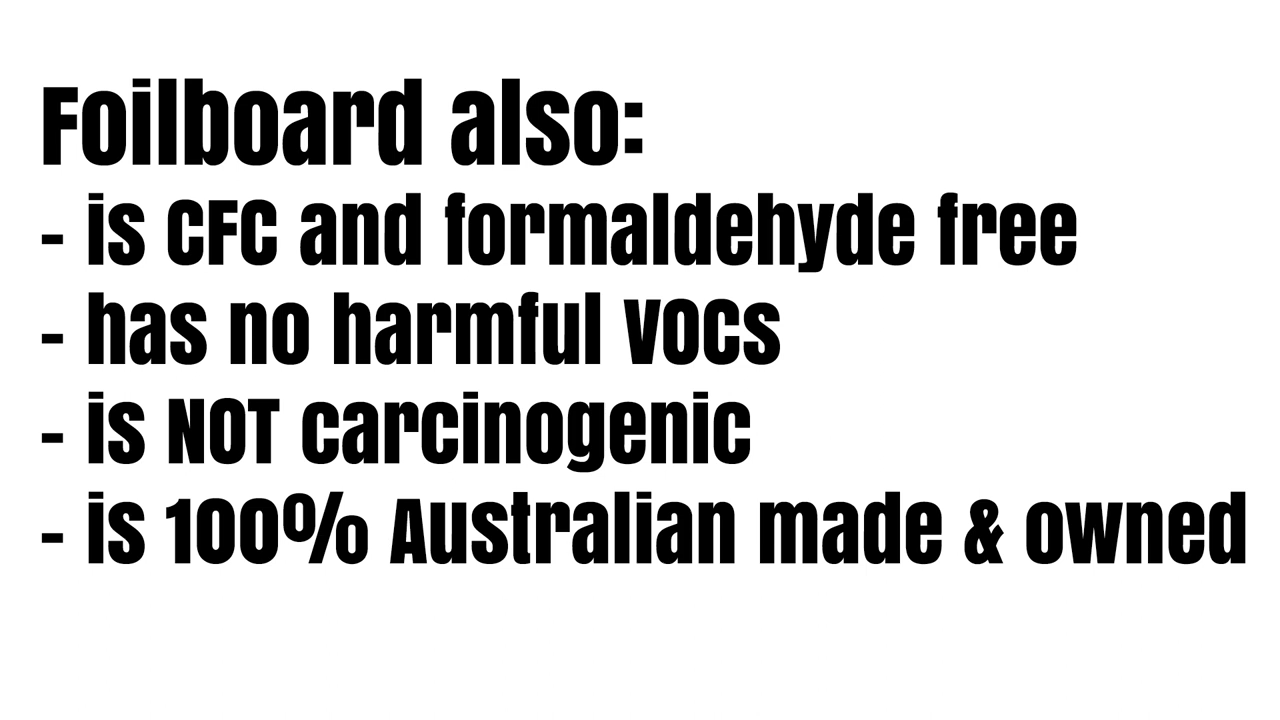 Foilboard also:
- is CFC and formaldehyde free
- has no harmful VOCs
- is NOT carcinogenic
- is 100% Australian made & owned